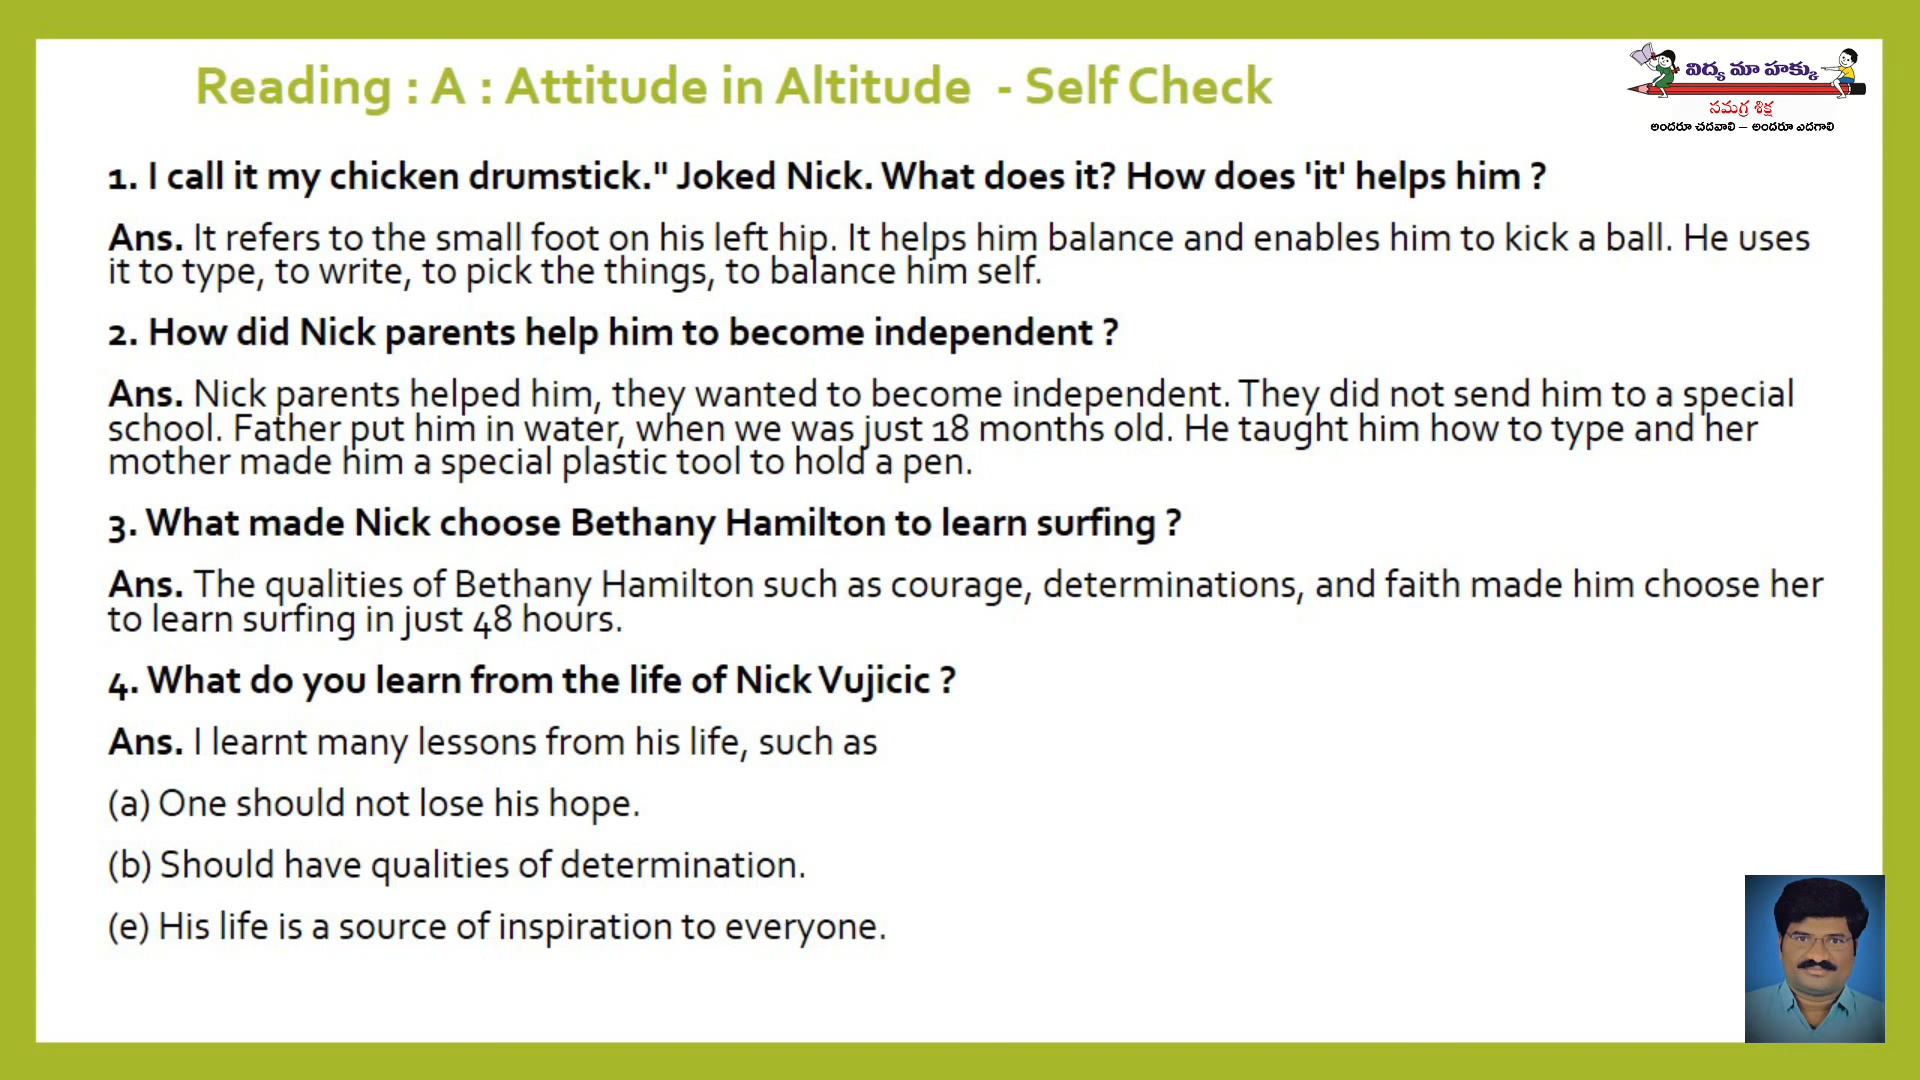 Reading : A : Attitude in Altitude - Self Check
విద్య మా హక్కు
సమగ్ర శిక్ష
అందరూ చదవాలి – అందరూ ఎదగాలి
1. I call it my chicken drumstick." Joked Nick. What does it? How does 'it' helps him ?
Ans. It refers to the small foot on his left hip. It helps him balance and enables him to kick a ball. He uses
it to type, to write, to pick the things, to balance him self.
2. How did Nick parents help him to become independent ?
Ans. Nick parents helped him, they wanted to become independent. They did not send him to a special
school. Father put him in water, when we was just 18 months old. He taught him how to type and her
mother made him a special plastic tool to hold a pen.
3. What made Nick choose Bethany Hamilton to learn surfing ?
Ans. The qualities of Bethany Hamilton such as courage, determinations, and faith made him choose her
to learn surfing in just 48 hours.
4. What do you learn from the life of Nick Vujicic ?
Ans. I learnt many lessons from his life, such as
(a) One should not lose his hope.
(b) Should have qualities of determination.
(e) His life is a source of inspiration to everyone.